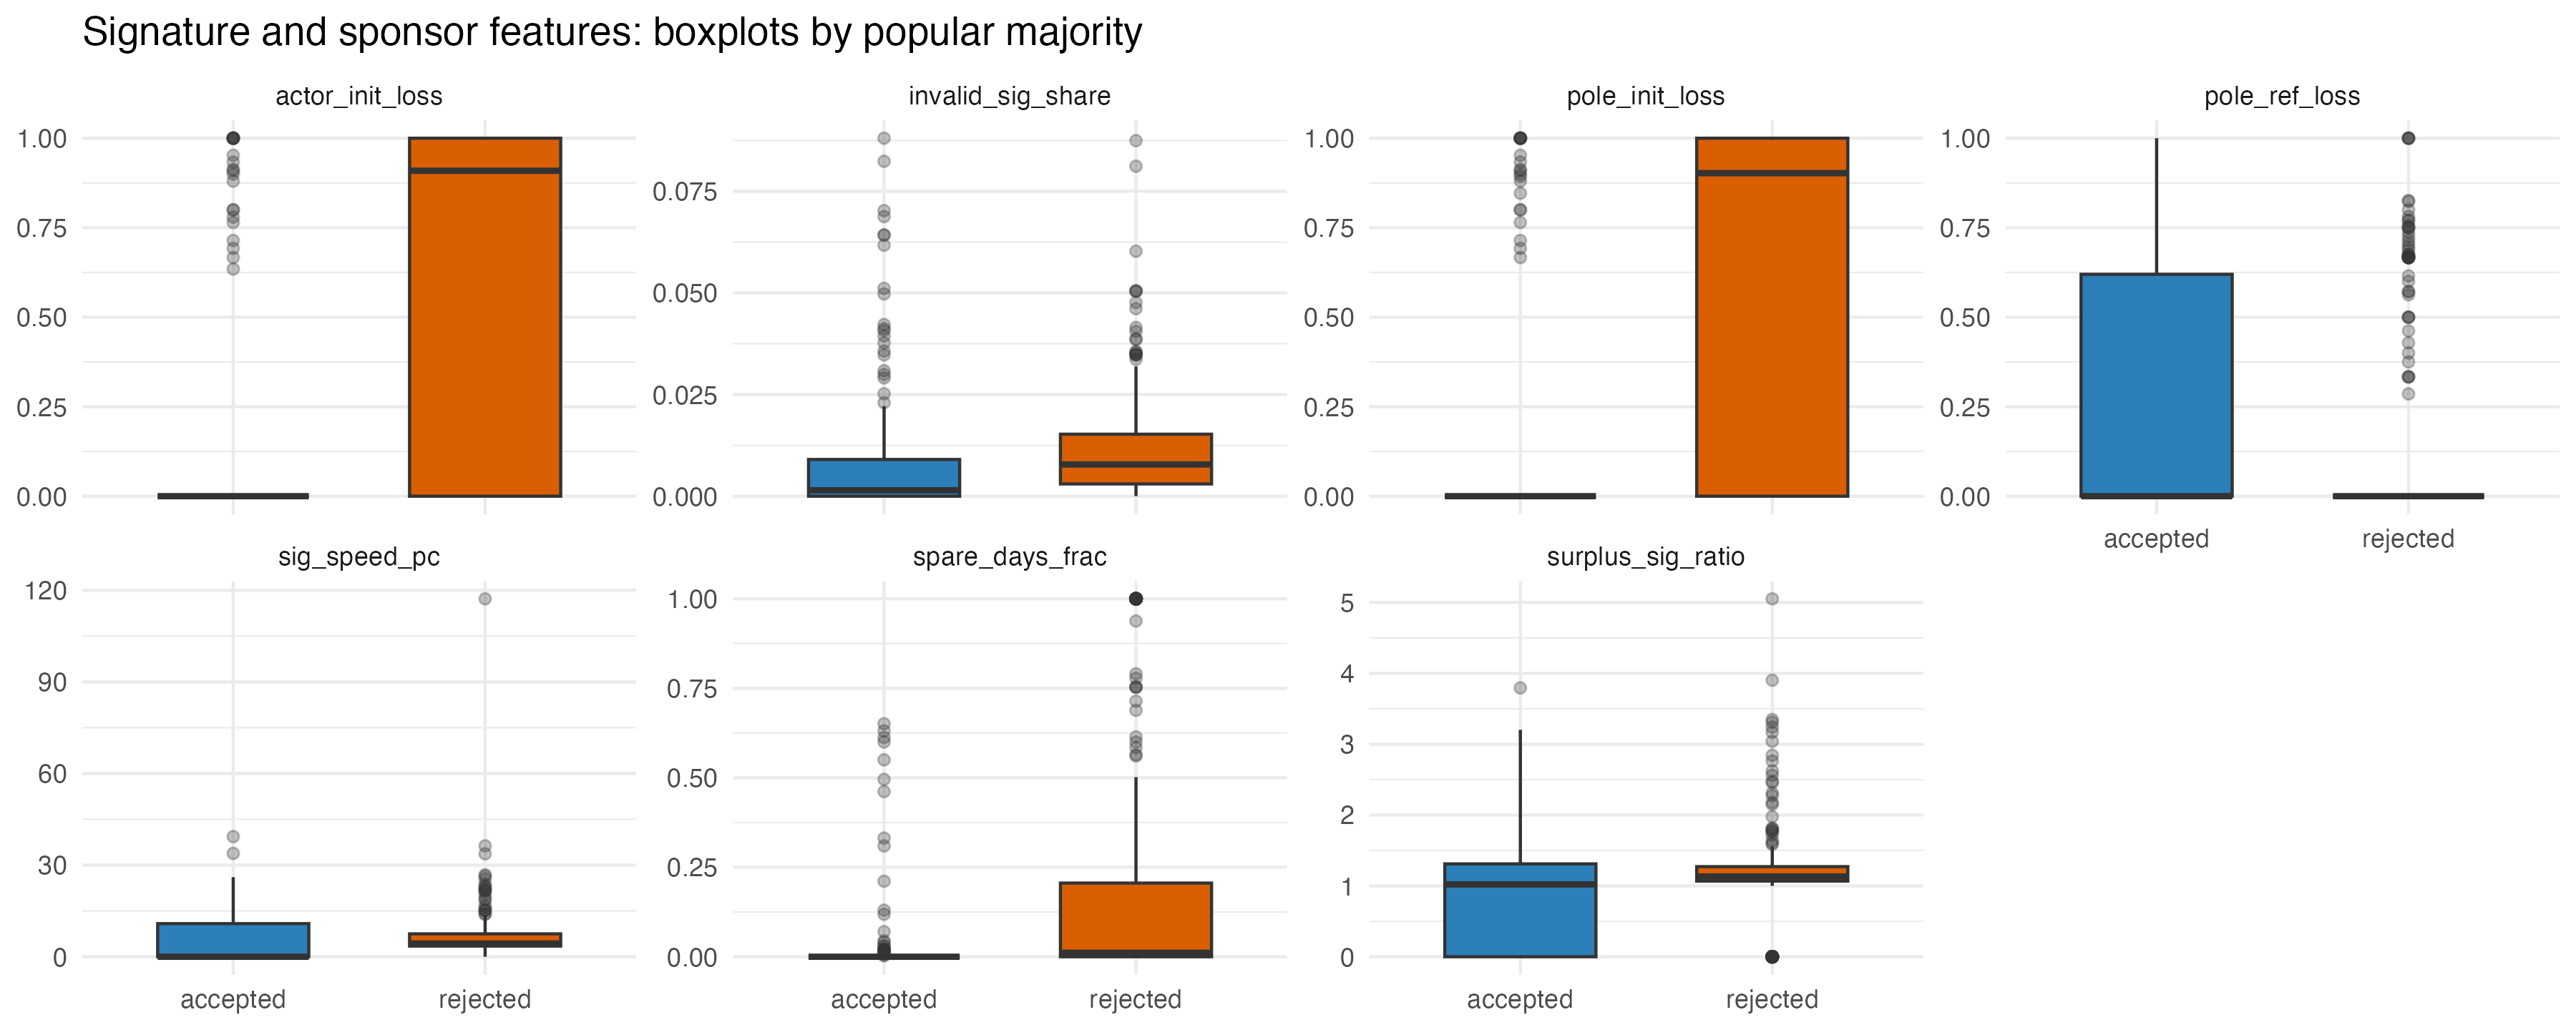 Signature and sponsor features: boxplots by popular majority
actor_init_loss
invalid_sig_share
pole_init_loss
pole_ref_loss
1.00
0.75
0.50
0.25
0.00
0.075
0.050
0.025
0.000
1.00
0.75
0.50
0.25
0.00
1.00
0.75
0.50
0.25
0.00
accepted
rejected
sig_speed_pc
spare_days_frac
surplus_sig_ratio
120
90
60
30
0
1.00
0.75
0.50
0.25
0.00
5
4
3
2
1
0
accepted
rejected
accepted
rejected
accepted
rejected